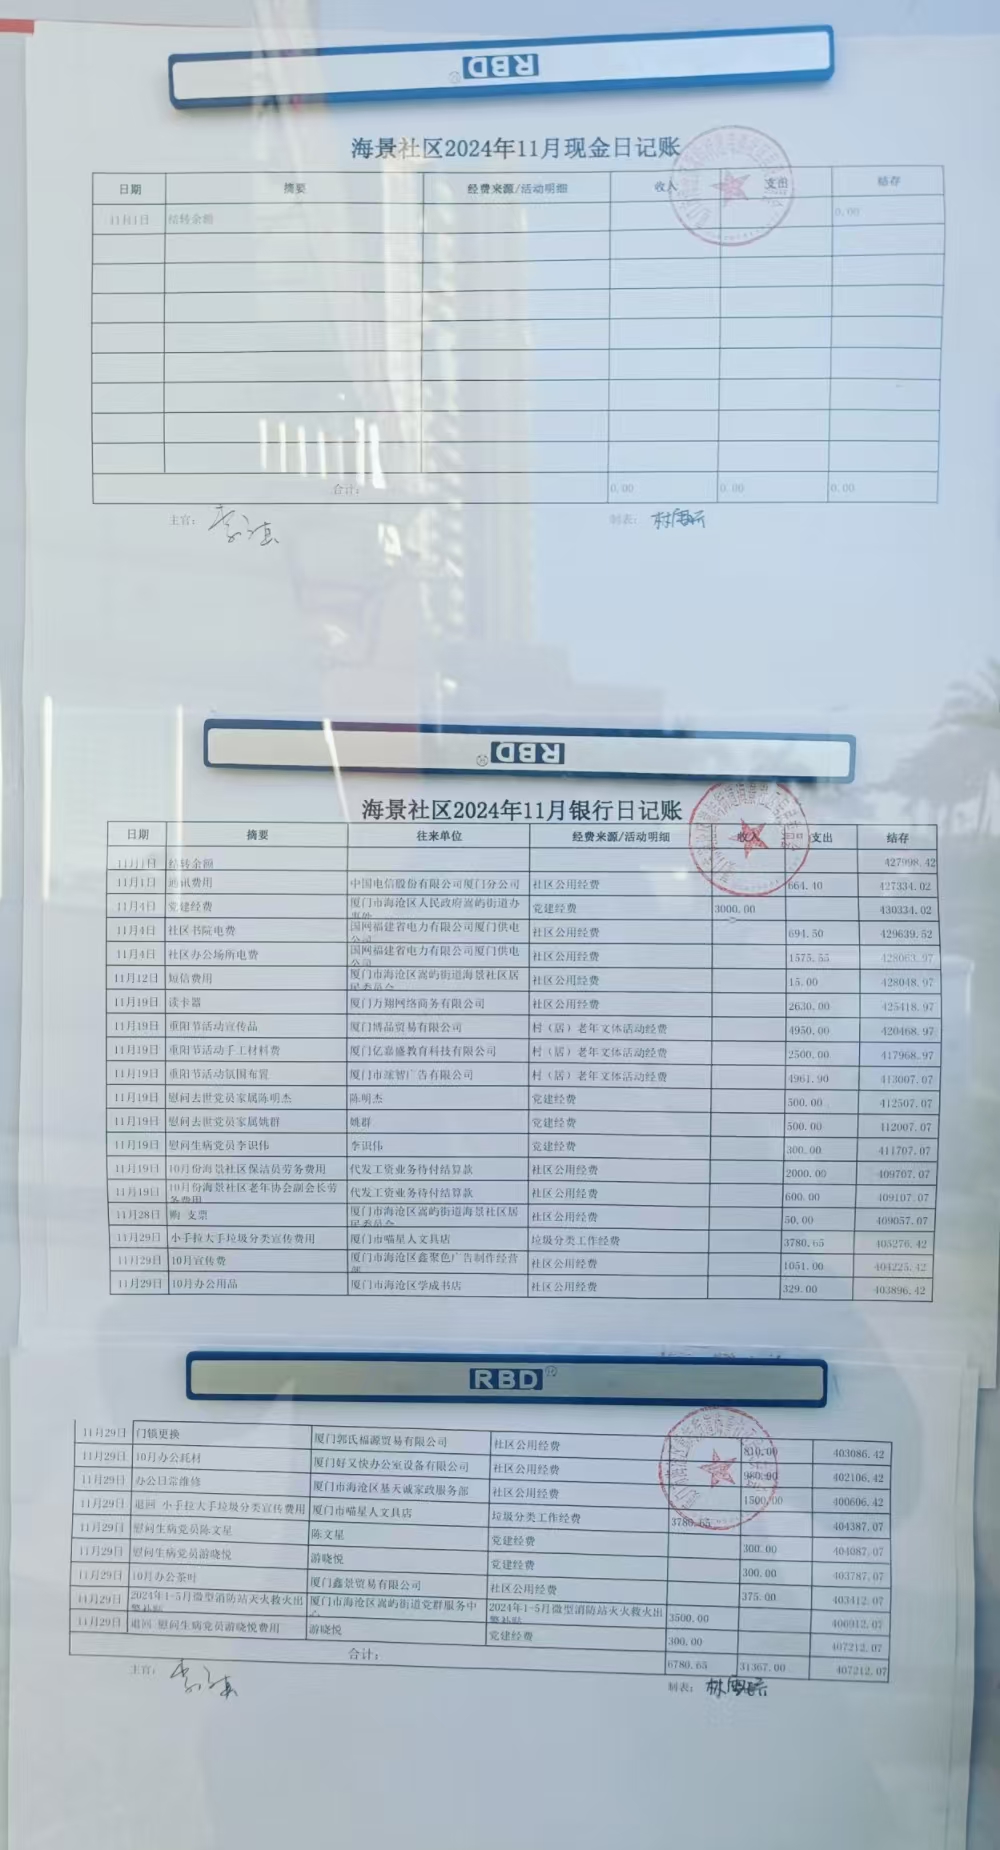 RBD
海景社区2024年11月现金日记账
日期 摘要 经费来源/活动明细 收入 支出 结存
11月1日 结转余额 0.00
合计: 0.00 0.00 0.00
主官: 制表:
RBD
海景社区2024年11月银行日记账
日期 摘要 往来单位 经费来源/活动明细 收入 支出 结存
11月1日 结转余额 427998.42
11月1日 通讯费用 中国电信股份有限公司厦门分公司 社区公用经费 664.40 427334.02
11月4日 党建经费 厦门市海沧区人民政府嵩屿街道办事处 党建经费 3000.00 430334.02
11月4日 社区书院电费 国网福建省电力有限公司厦门供电公司 社区公用经费 694.50 429639.52
11月4日 社区办公场所电费 国网福建省电力有限公司厦门供电公司 社区公用经费 1575.55 428063.97
11月12日 短信费用 厦门市海沧区嵩屿街道海景社区居民委员会 社区公用经费 15.00 428048.97
11月19日 读卡器 厦门万翔网络商务有限公司 社区公用经费 2630.00 425418.97
11月19日 重阳节活动宣传品 厦门博品贸易有限公司 村（居）老年文体活动经费 4950.00 420468.97
11月19日 重阳节活动手工材料费 厦门亿嘉盛教育科技有限公司 村（居）老年文体活动经费 2500.00 417968.97
11月19日 重阳节活动氛围布置 厦门市派智广告有限公司 村（居）老年文体活动经费 4961.90 413007.07
11月19日 慰问去世党员家属陈明杰 陈明杰 党建经费 500.00 412507.07
11月19日 慰问去世党员家属姚群 姚群 党建经费 500.00 412007.07
11月19日 慰问生病党员李识伟 李识伟 党建经费 300.00 411707.07
11月19日 10月份海景社区保洁员劳务费用 代发工资业务待付结算款 社区公用经费 2000.00 409707.07
11月19日 10月份海景社区老年协会副会长劳务费用 代发工资业务待付结算款 社区公用经费 600.00 409107.07
11月28日 购 支票 厦门市海沧区嵩屿街道海景社区居民委员会 社区公用经费 50.00 409057.07
11月29日 小手拉大手垃圾分类宣传费用 厦门市喵星人文具店 垃圾分类工作经费 3780.65 405276.42
11月29日 10月宣传费 厦门市海沧区鑫聚色广告制作经营部 社区公用经费 1051.00 404225.42
11月29日 10月办公用品 厦门市海沧区学成书店 社区公用经费 329.00 403896.42
RBD
11月29日 门锁更换 厦门郭氏福源贸易有限公司 社区公用经费 810.00 403086.42
11月29日 10月办公耗材 厦门好又快办公室设备有限公司 社区公用经费 980.00 402106.42
11月29日 办公日常维修 厦门市海沧区基天诚家政服务部 社区公用经费 1500.00 400606.42
11月29日 退回 小手拉大手垃圾分类宣传费用 厦门市喵星人文具店 垃圾分类工作经费 3780.65 404387.07
11月29日 慰问生病党员陈文星 陈文星 党建经费 300.00 404087.07
11月29日 慰问生病党员游晓悦 游晓悦 党建经费 300.00 403787.07
11月29日 10月办公茶叶 厦门鑫景贸易有限公司 社区公用经费 375.00 403412.07
11月29日 2024年1-5月微型消防站灭火救火出警补贴 厦门市海沧区嵩屿街道党群服务中心 2024年1-5月微型消防站灭火救火出警补贴 3500.00 406912.07
11月29日 退回 慰问生病党员游晓悦费用 游晓悦 党建经费 300.00 407212.07
合计: 6780.65 31367.00 407212.07
主官: 制表: